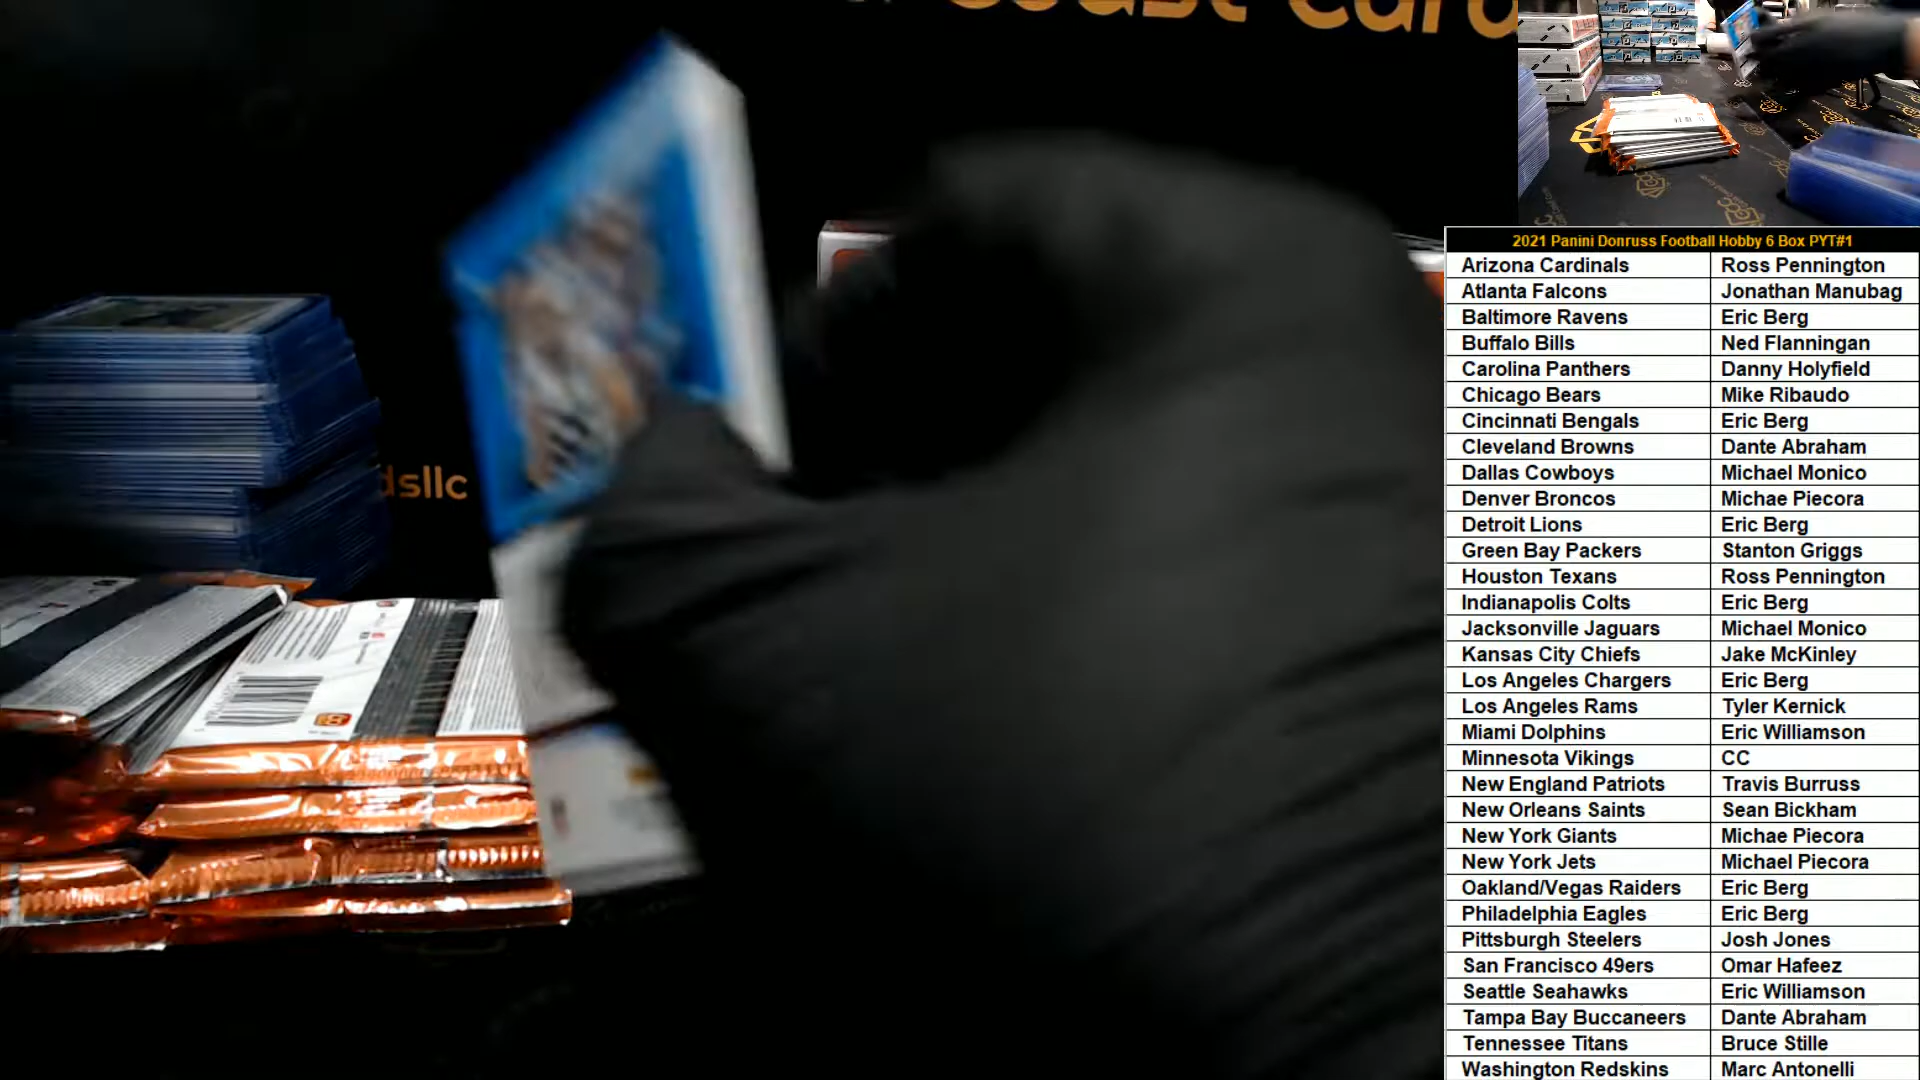 Coast Card
dsllc
2021 Panini Donruss Football Hobby 6 Box PYT#1
Arizona Cardinals Ross Pennington
Atlanta Falcons Jonathan Manubag
Baltimore Ravens Eric Berg
Buffalo Bills Ned Flanningan
Carolina Panthers Danny Holyfield
Chicago Bears Mike Ribaudo
Cincinnati Bengals Eric Berg
Cleveland Browns Dante Abraham
Dallas Cowboys Michael Monico
Denver Broncos Michae Piecora
Detroit Lions Eric Berg
Green Bay Packers Stanton Griggs
Houston Texans Ross Pennington
Indianapolis Colts Eric Berg
Jacksonville Jaguars Michael Monico
Kansas City Chiefs Jake McKinley
Los Angeles Chargers Eric Berg
Los Angeles Rams Tyler Kernick
Miami Dolphins Eric Williamson
Minnesota Vikings CC
New England Patriots Travis Burruss
New Orleans Saints Sean Bickham
New York Giants Michae Piecora
New York Jets Michael Piecora
Oakland/Vegas Raiders Eric Berg
Philadelphia Eagles Eric Berg
Pittsburgh Steelers Josh Jones
San Francisco 49ers Omar Hafeez
Seattle Seahawks Eric Williamson
Tampa Bay Buccaneers Dante Abraham
Tennessee Titans Bruce Stille
Washington Redskins Marc Antonelli